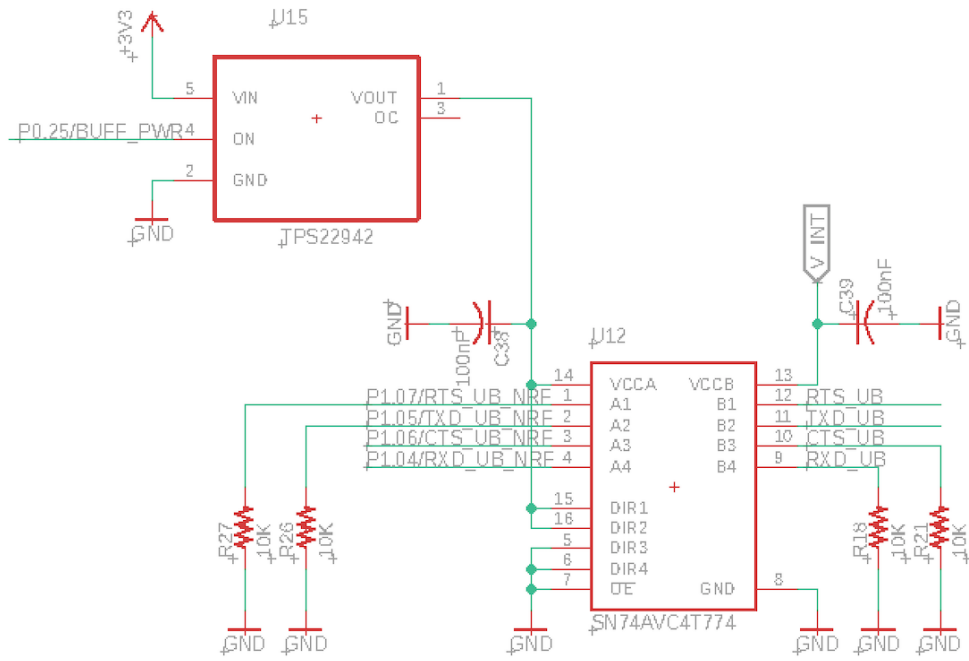 U15
+3V3
5 VIN VOUT 1
OC 3
P0.25/BUFF_PWR 4 ON
2 GND
GND
TPS22942
V_INT
GND
100nF
C38
C39
100nF
GND
U12
14 VCCA VCCB 13
P1.07/RTS_UB_NRF 1 A1 B1 12 RTS_UB
P1.05/TXD_UB_NRF 2 A2 B2 11 TXD_UB
P1.06/CTS_UB_NRF 3 A3 B3 10 CTS_UB
P1.04/RXD_UB_NRF 4 A4 B4 9 RXD_UB
15 DIR1
16 DIR2
5 DIR3
6 DIR4
7 OE GND 8
R27 10K R26 10K R18 10K R21 10K
SN74AVC4T774
GND GND GND GND GND GND